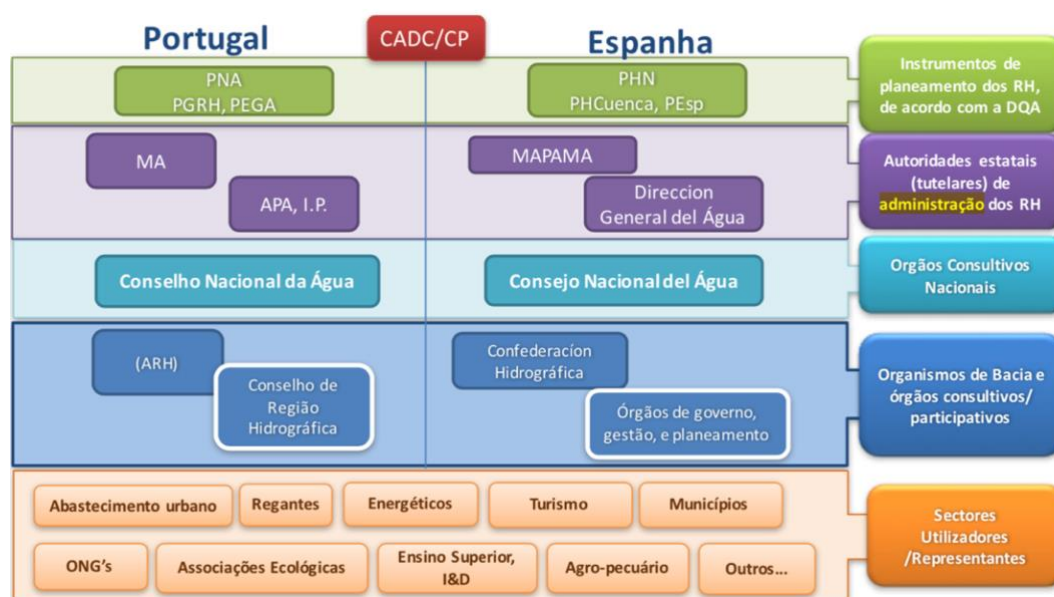 Portugal
CADC/CP
Espanha
PNA
PGRH, PEGA
PHN
PHCuenca, PEsp
Instrumentos de
planeamento dos RH,
de acordo com a DQA
MA
APA, I.P.
MAPAMA
Direccion
General del Água
Autoridades estatais
(tutelares) de
administração dos RH
Conselho Nacional da Água
Consejo Nacional del Água
Orgãos Consultivos
Nacionais
(ARH)
Conselho de
Região
Hidrográfica
Confederacíon
Hidrográfica
Órgãos de governo,
gestão, e planeamento
Organismos de Bacia e
órgãos consultivos/
participativos
Abastecimento urbano
Regantes
Energéticos
Turismo
Municípios
ONG's
Associações Ecológicas
Ensino Superior,
I&D
Agro-pecuário
Outros...
Sectores
Utilizadores
/Representantes